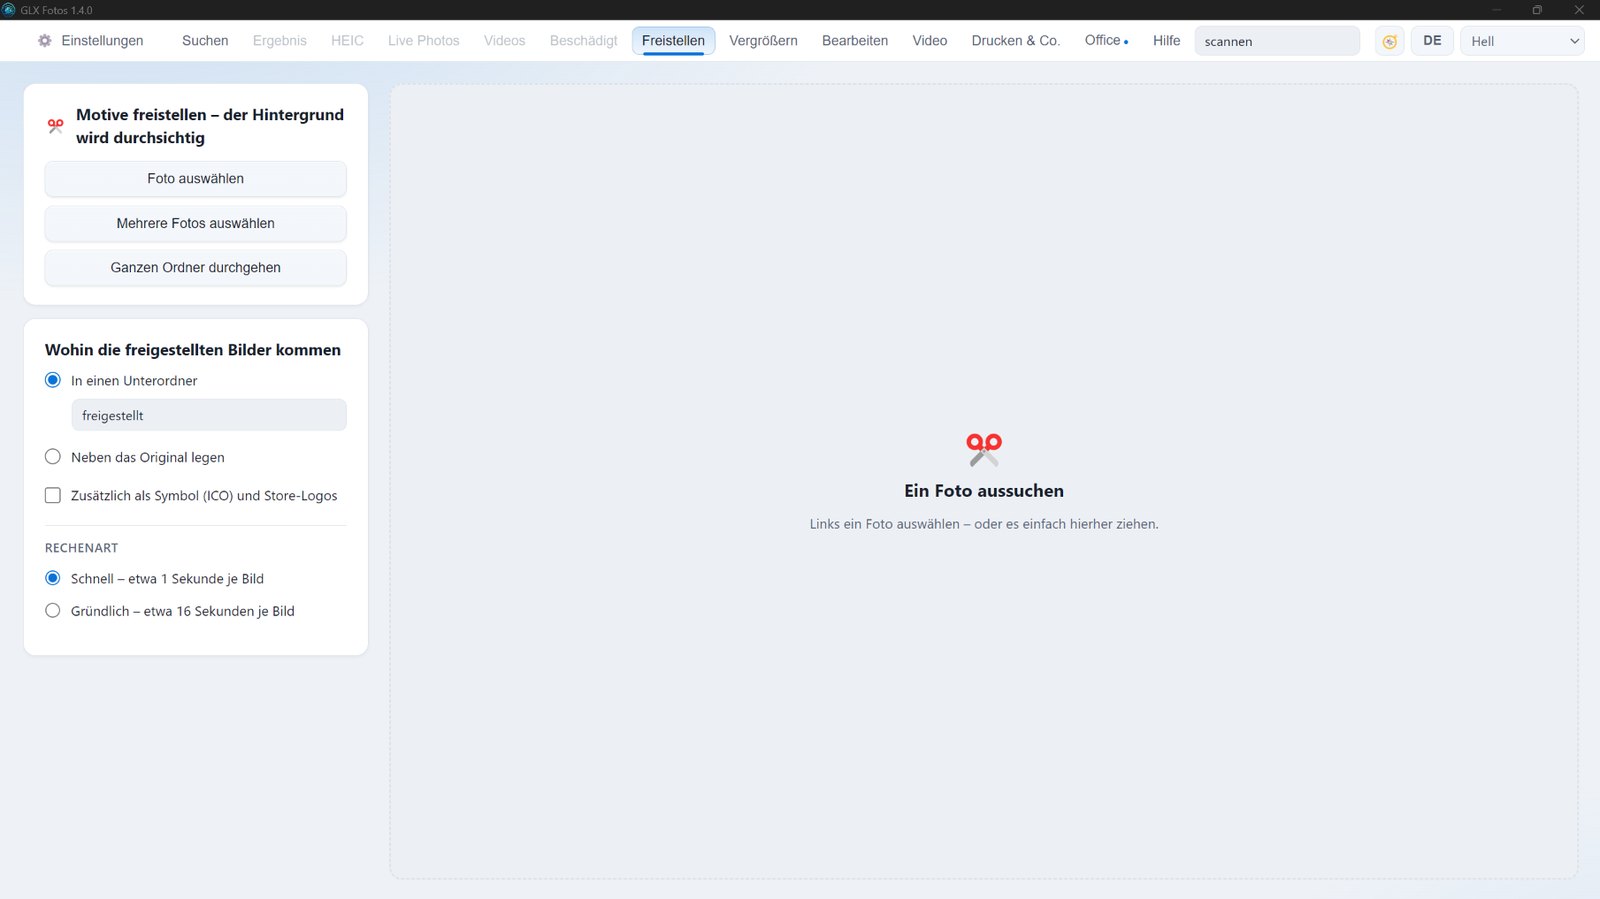 GLX Fotos 1.4.0
Einstellungen Suchen Ergebnis HEIC Live Photos Videos Beschädigt Freistellen Vergrößern Bearbeiten Video Drucken & Co. Office Hilfe scannen DE Hell
Motive freistellen – der Hintergrund
wird durchsichtig
Foto auswählen
Mehrere Fotos auswählen
Ganzen Ordner durchgehen
Wohin die freigestellten Bilder kommen
In einen Unterordner
freigestellt
Neben das Original legen
Zusätzlich als Symbol (ICO) und Store-Logos
RECHENART
Schnell – etwa 1 Sekunde je Bild
Gründlich – etwa 16 Sekunden je Bild
Ein Foto aussuchen
Links ein Foto auswählen – oder es einfach hierher ziehen.